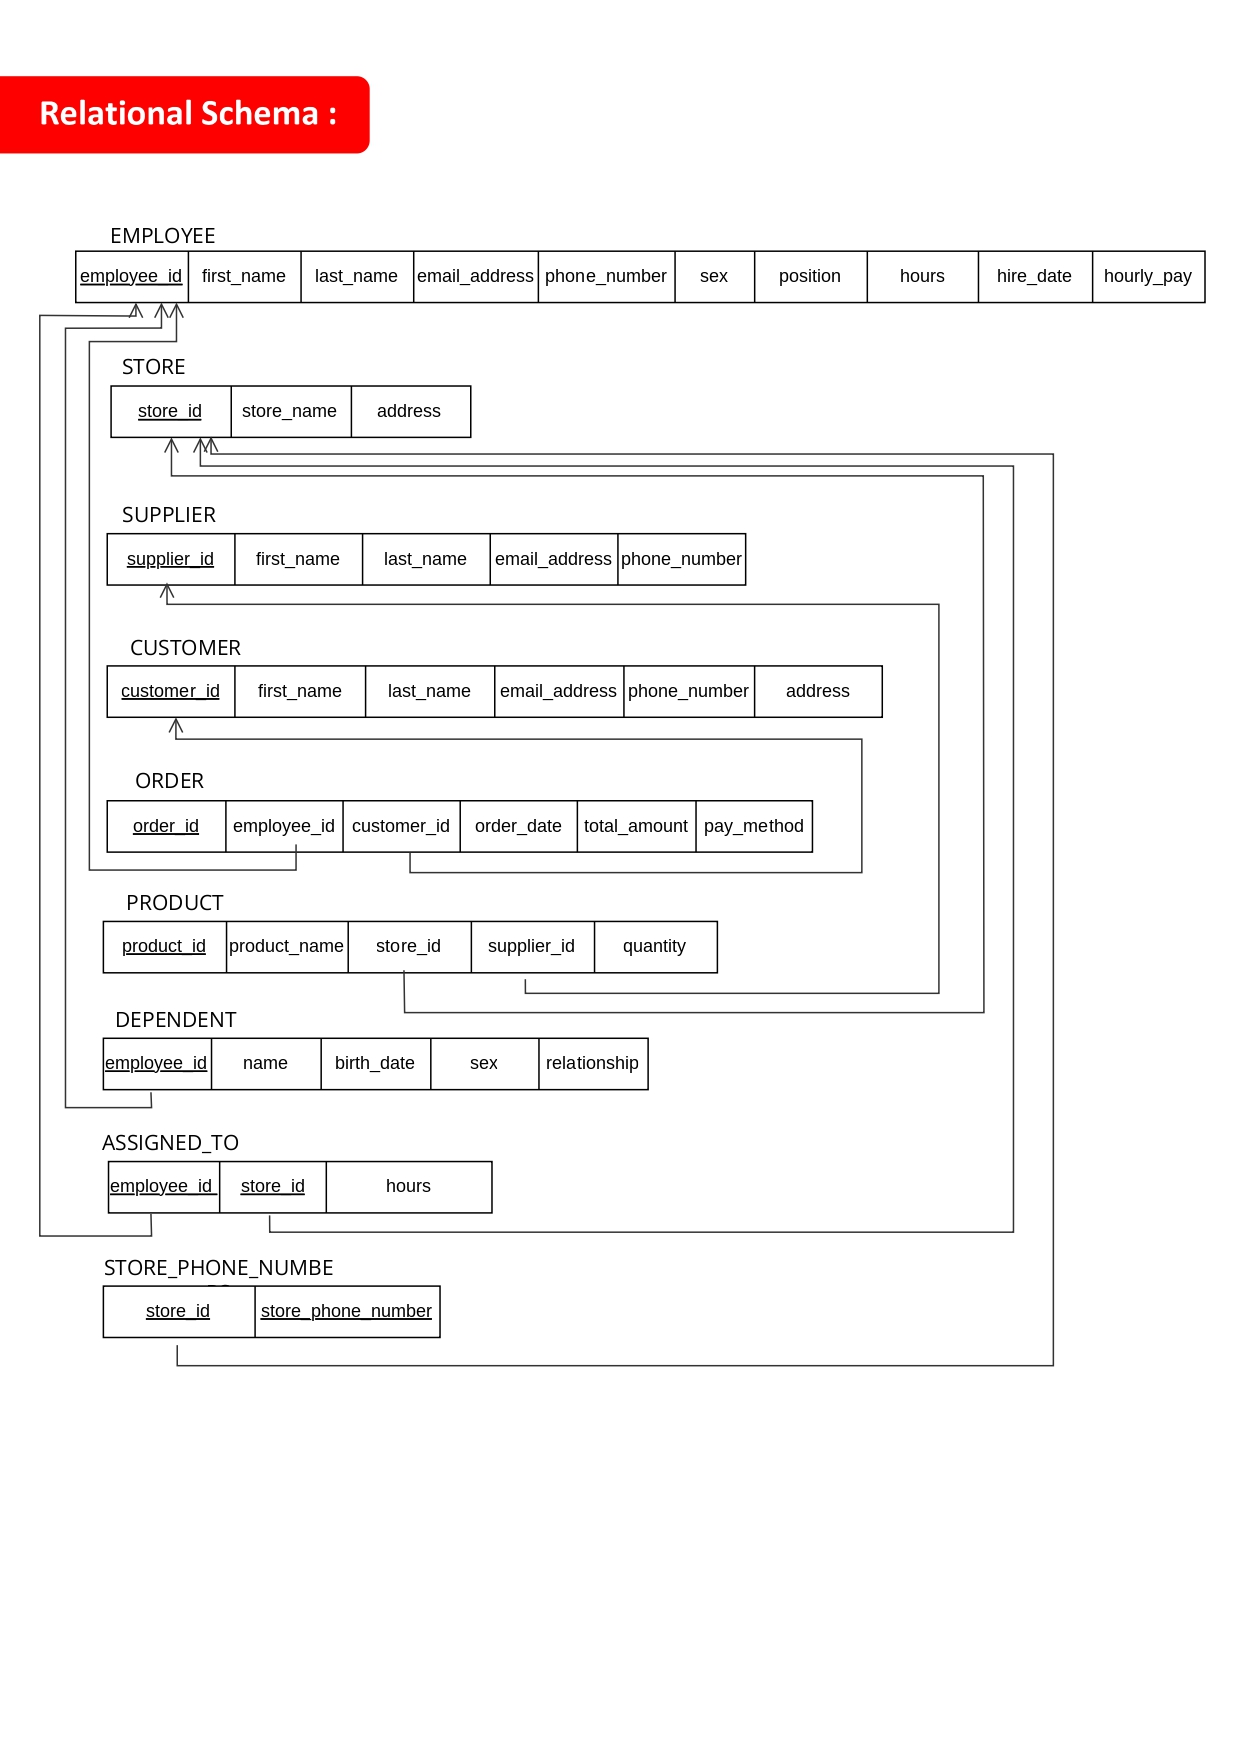 Relational Schema :
EMPLOYEE
employee_id first_name last_name email_address phone_number sex position hours hire_date hourly_pay
STORE
store_id store_name address
SUPPLIER
supplier_id first_name last_name email_address phone_number
CUSTOMER
customer_id first_name last_name email_address phone_number address
ORDER
order_id employee_id customer_id order_date total_amount pay_method
PRODUCT
product_id product_name store_id supplier_id quantity
DEPENDENT
employee_id name birth_date sex relationship
ASSIGNED_TO
employee_id store_id hours
STORE_PHONE_NUMBE
store_id store_phone_number